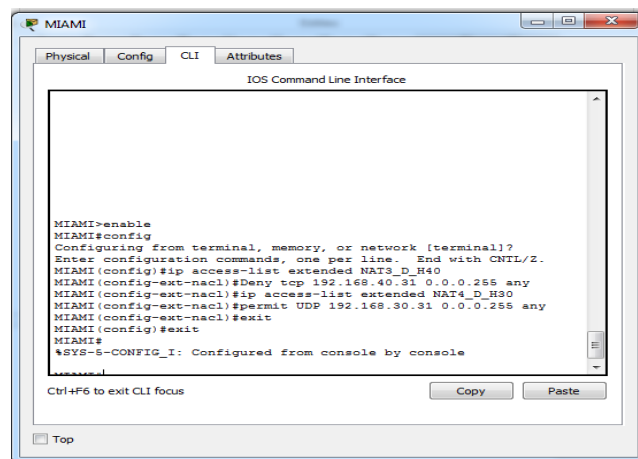 MIAMI
Physical Config CLI Attributes
IOS Command Line Interface
MIAMI>enable
MIAMI#config
Configuring from terminal, memory, or network [terminal]?
Enter configuration commands, one per line. End with CNTL/Z.
MIAMI(config)#ip access-list extended NAT3_D_H40
MIAMI(config-ext-nacl)#Deny tcp 192.168.40.31 0.0.0.255 any
MIAMI(config-ext-nacl)#ip access-list extended NAT4_D_H30
MIAMI(config-ext-nacl)#permit UDP 192.168.30.31 0.0.0.255 any
MIAMI(config-ext-nacl)#exit
MIAMI(config)#exit
MIAMI#
%SYS-5-CONFIG_I: Configured from console by console
MIAMI#
Ctrl+F6 to exit CLI focus
Copy Paste
Top